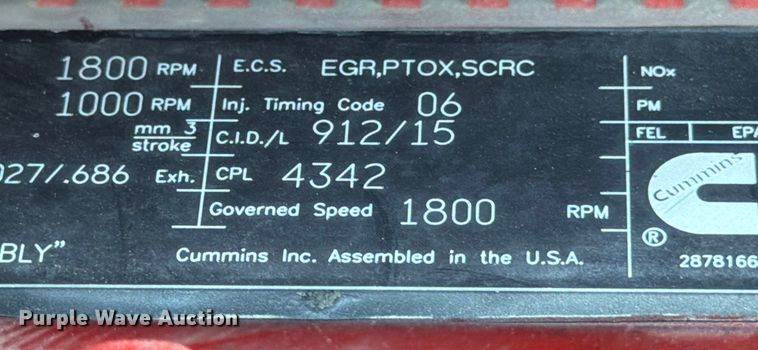 1800 RPM E.C.S. EGR,PTOX,SCRC NOx
1000 RPM Inj. Timing Code 06 PM
mm 3
stroke C.I.D./L 912/15 FEL EPA
027/.686 Exh. CPL 4342 Cummins
Governed Speed 1800 RPM ®
BLY” Cummins Inc. Assembled in the U.S.A. 2878166
Purple Wave Auction